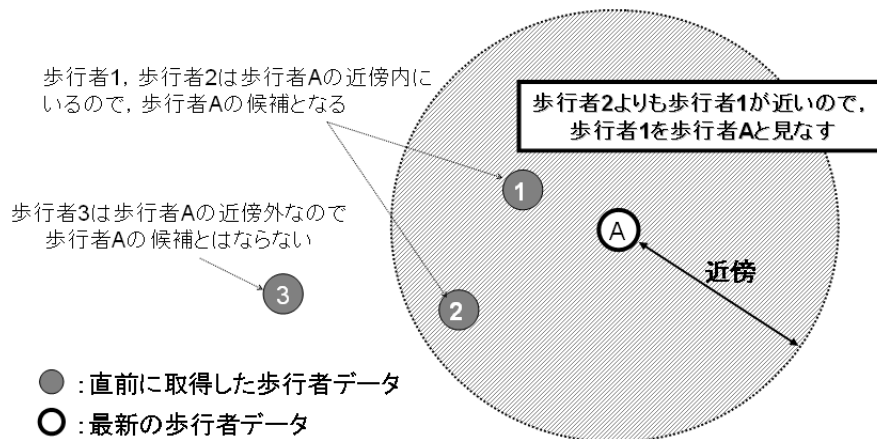 歩行者1，歩行者2は歩行者Aの近傍内に
いるので，歩行者Aの候補となる
歩行者2よりも歩行者1が近いので，
歩行者1を歩行者Aと見なす
1
歩行者3は歩行者Aの近傍外なので
歩行者Aの候補とはならない
A
近傍
3
2
：直前に取得した歩行者データ
：最新の歩行者データ